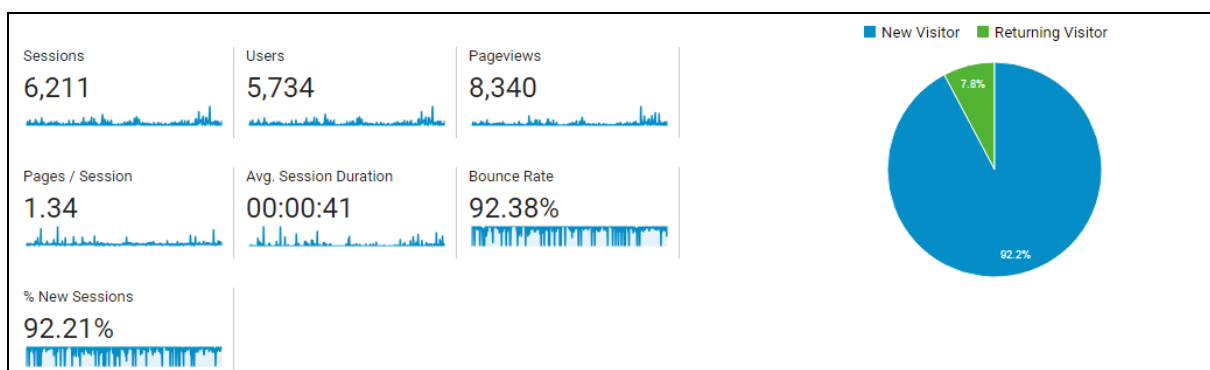 Sessions
6,211
Users
5,734
Pageviews
8,340
Pages / Session
1.34
Avg. Session Duration
00:00:41
Bounce Rate
92.38%
% New Sessions
92.21%
New Visitor
Returning Visitor
7.8%
92.2%